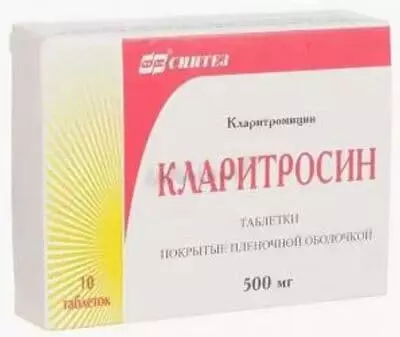 СИНТЕЗ
Кларитромицин
КЛАРИТРОСИН
ТАБЛЕТКИ
ПОКРЫТЫЕ ПЛЕНОЧНОЙ ОБОЛОЧКОЙ
10
таблеток
500 мг